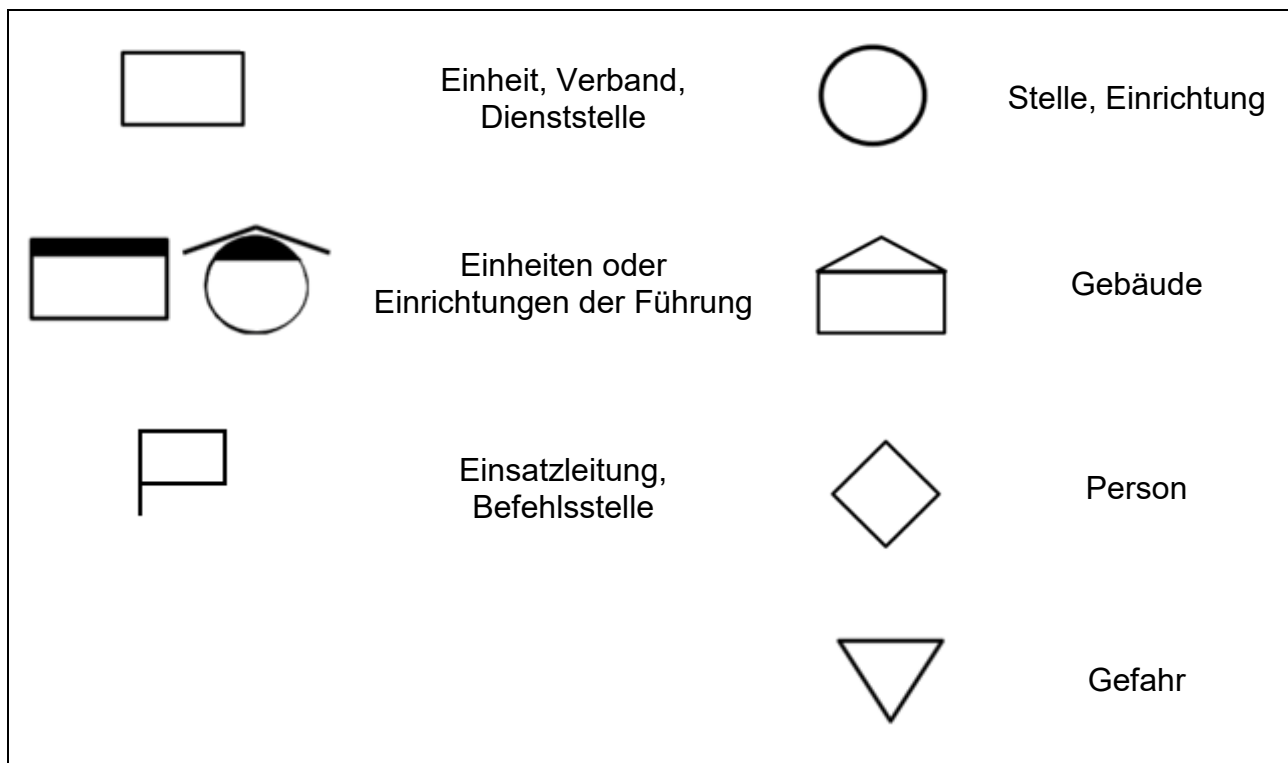 Einheit, Verband,
Dienststelle
Stelle, Einrichtung
Einheiten oder
Einrichtungen der Führung
Gebäude
Einsatzleitung,
Befehlsstelle
Person
Gefahr